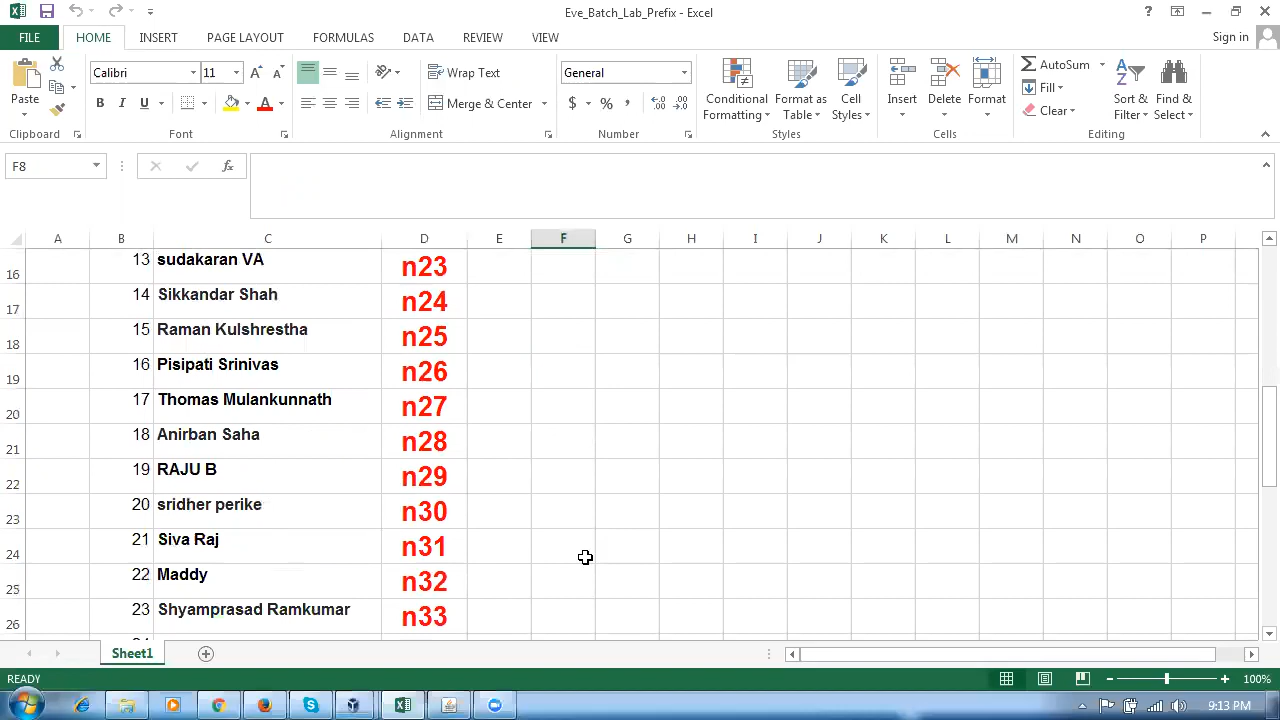 Eve_Batch_Lab_Prefix - Excel
?
FILE HOME INSERT PAGE LAYOUT FORMULAS DATA REVIEW VIEW Sign in
Paste
Calibri 11
B I U
Wrap Text
Merge & Center
General
$ % ,
Conditional Formatting
Format as Table
Cell Styles
Insert Delete Format
AutoSum
Fill
Clear
Sort & Filter
Find & Select
Clipboard Font Alignment Number Styles Cells Editing
F8 fx
A B C D E F G H I J K L M N O P
16 13 sudakaran VA n23
17 14 Sikkandar Shah n24
18 15 Raman Kulshrestha n25
19 16 Pisipati Srinivas n26
20 17 Thomas Mulankunnath n27
21 18 Anirban Saha n28
22 19 RAJU B n29
23 20 sridher perike n30
24 21 Siva Raj n31
25 22 Maddy n32
26 23 Shyamprasad Ramkumar n33
Sheet1
READY 100%
9:13 PM